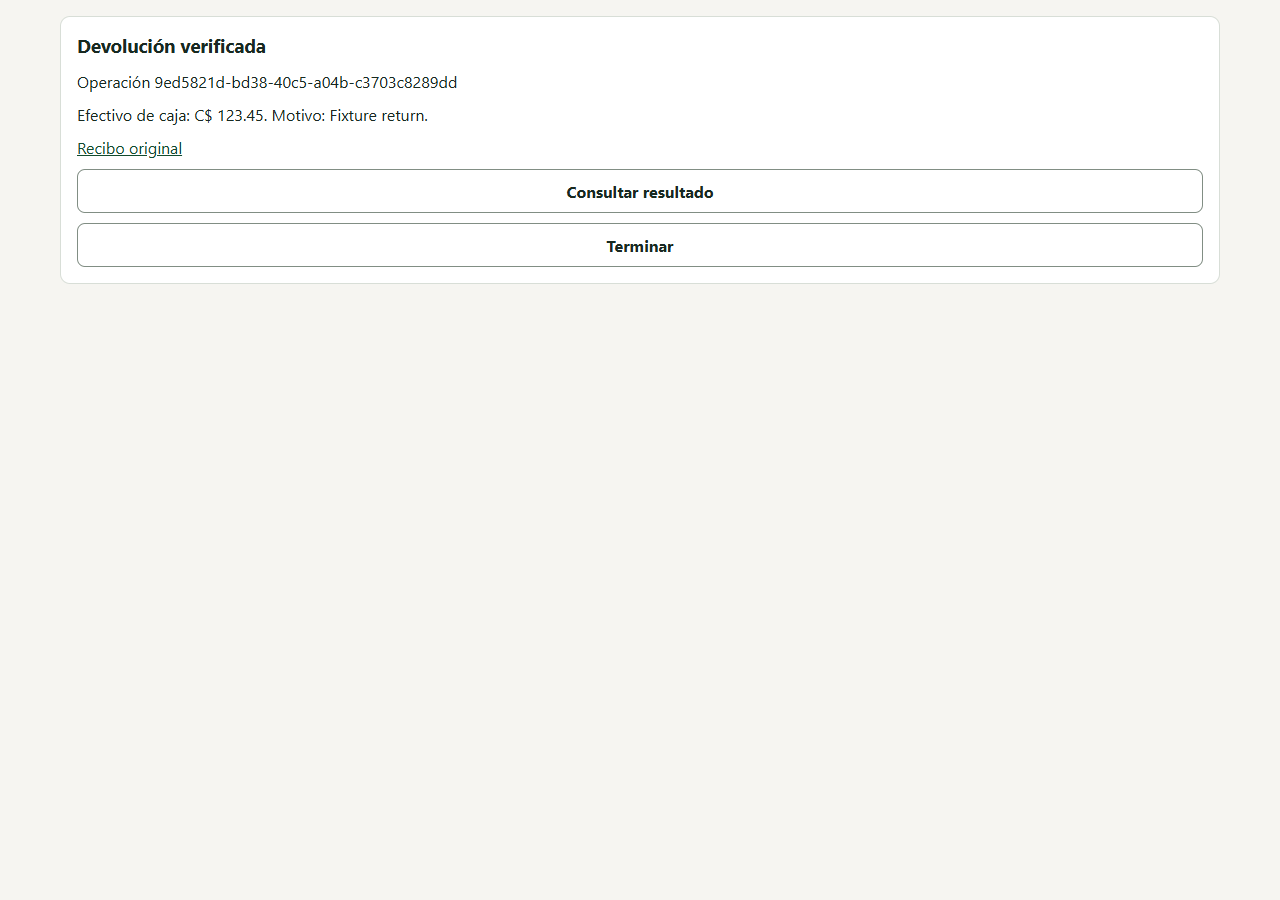 Devolución verificada
Operación 9ed5821d-bd38-40c5-a04b-c3703c8289dd
Efectivo de caja: C$ 123.45. Motivo: Fixture return.
Recibo original
Consultar resultado
Terminar